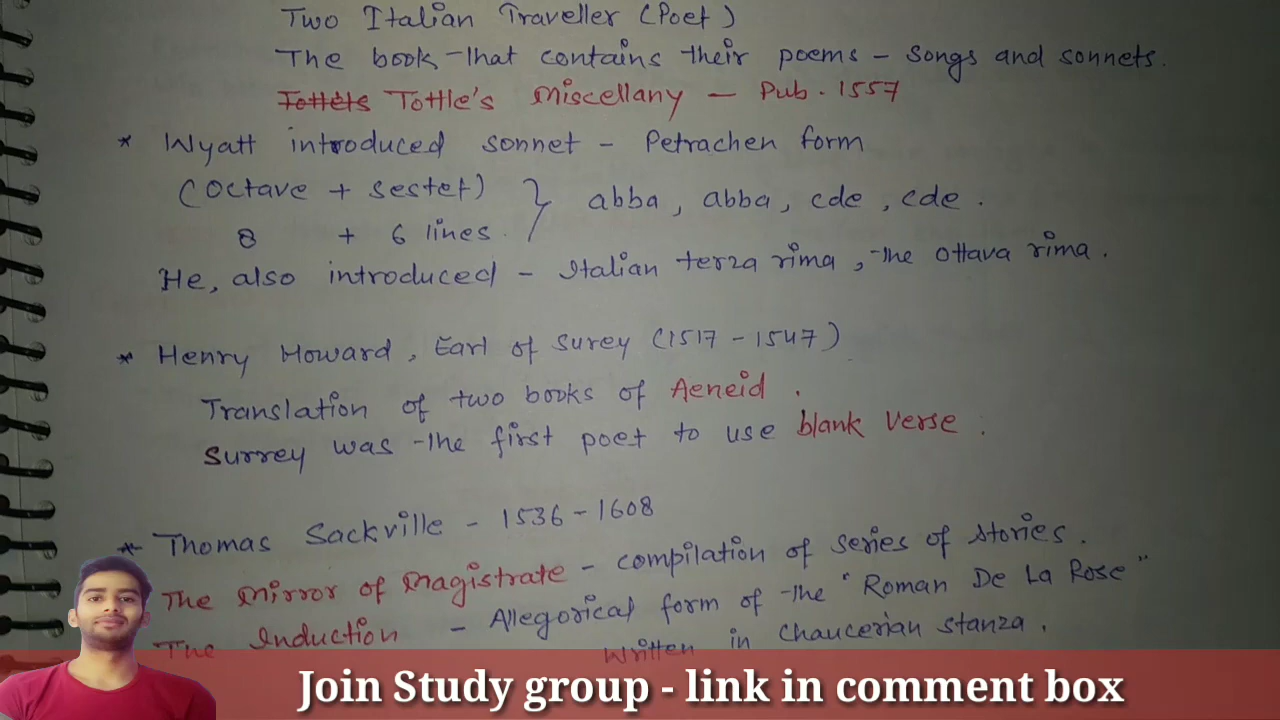 Two Italian Traveller (Poet)
The book that contains their poems - Songs and sonnets.
Tottets Tottle's Miscellany - Pub. 1557
* Wyatt introduced sonnet - Petrachen form
(Octave + sestet) } abba, abba, cde, cde.
8 + 6 lines.
He, also introduced - Italian terza rima, the ottava rima.
* Henry Howard, Earl of Surey (1517 - 1547)
Translation of two books of Aeneid.
Surrey was the first poet to use blank verse.
* Thomas Sackville - 1536 - 1608
The Mirror of Magistrate - compilation of series of stories.
The Induction - Allegorical form of the "Roman De La Rose"
written in Chaucerian stanza.
Join Study group - link in comment box